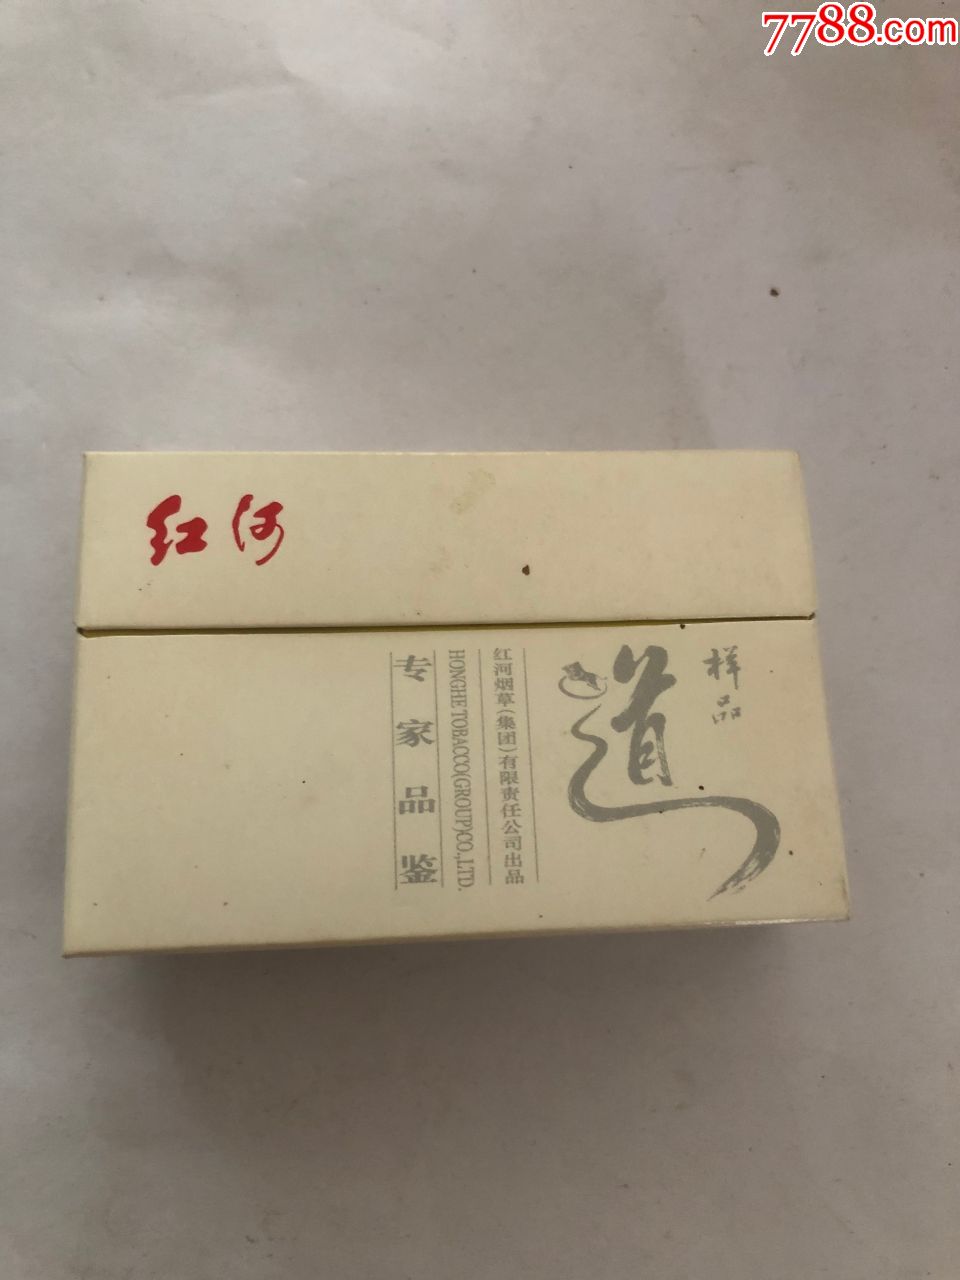 7788.com
红河
样品
道
红河烟草(集团)有限责任公司出品
HONGHE TOBACCO(GROUP)CO.,LTD.
专家品鉴